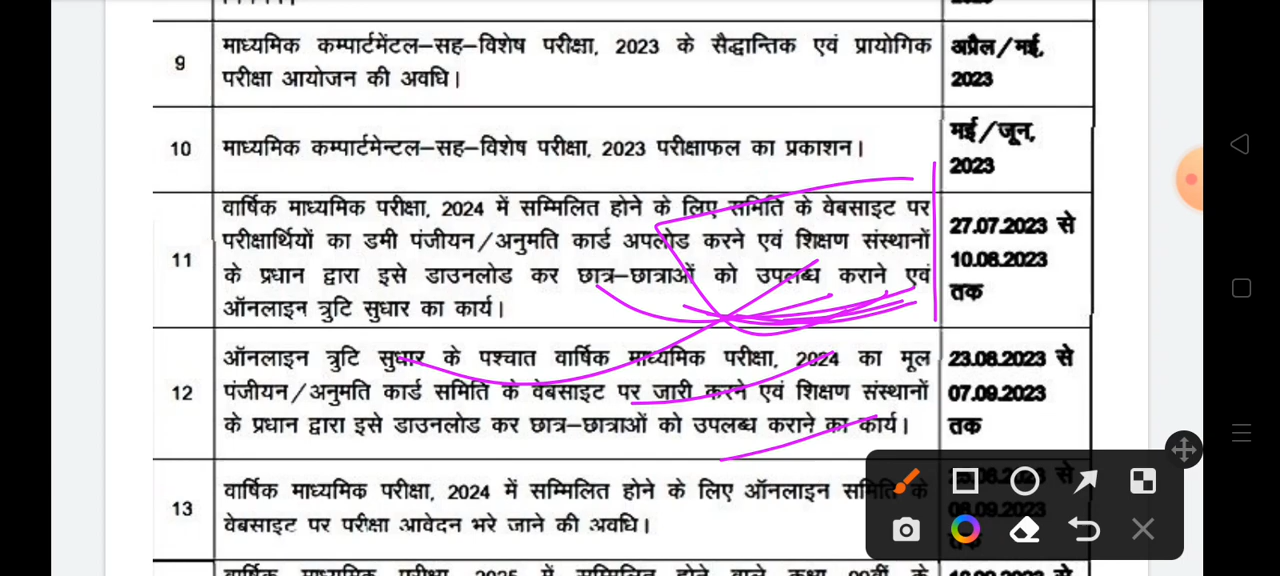 9
माध्यमिक कम्पार्टमेंटल–सह–विशेष परीक्षा, 2023 के सैद्धान्तिक एवं प्रायोगिक
परीक्षा आयोजन की अवधि।
अप्रैल/मई,
2023
10
माध्यमिक कम्पार्टमेन्टल–सह–विशेष परीक्षा, 2023 परीक्षाफल का प्रकाशन।
मई/जून,
2023
11
वार्षिक माध्यमिक परीक्षा, 2024 में सम्मिलित होने के लिए समिति के वेबसाइट पर
परीक्षार्थियों का डमी पंजीयन/अनुमति कार्ड अपलोड करने एवं शिक्षण संस्थानों
के प्रधान द्वारा इसे डाउनलोड कर छात्र–छात्राओं को उपलब्ध कराने एवं
ऑनलाइन त्रुटि सुधार का कार्य।
27.07.2023 से
10.08.2023
तक
12
ऑनलाइन त्रुटि सुधार के पश्चात वार्षिक माध्यमिक परीक्षा, 2024 का मूल
पंजीयन/अनुमति कार्ड समिति के वेबसाइट पर जारी करने एवं शिक्षण संस्थानों
के प्रधान द्वारा इसे डाउनलोड कर छात्र–छात्राओं को उपलब्ध कराने का कार्य।
23.08.2023 से
07.09.2023
तक
13
वार्षिक माध्यमिक परीक्षा, 2024 में सम्मिलित होने के लिए ऑनलाइन समिति के
वेबसाइट पर परीक्षा आवेदन भरे जाने की अवधि।
से
08.09.2023
तक